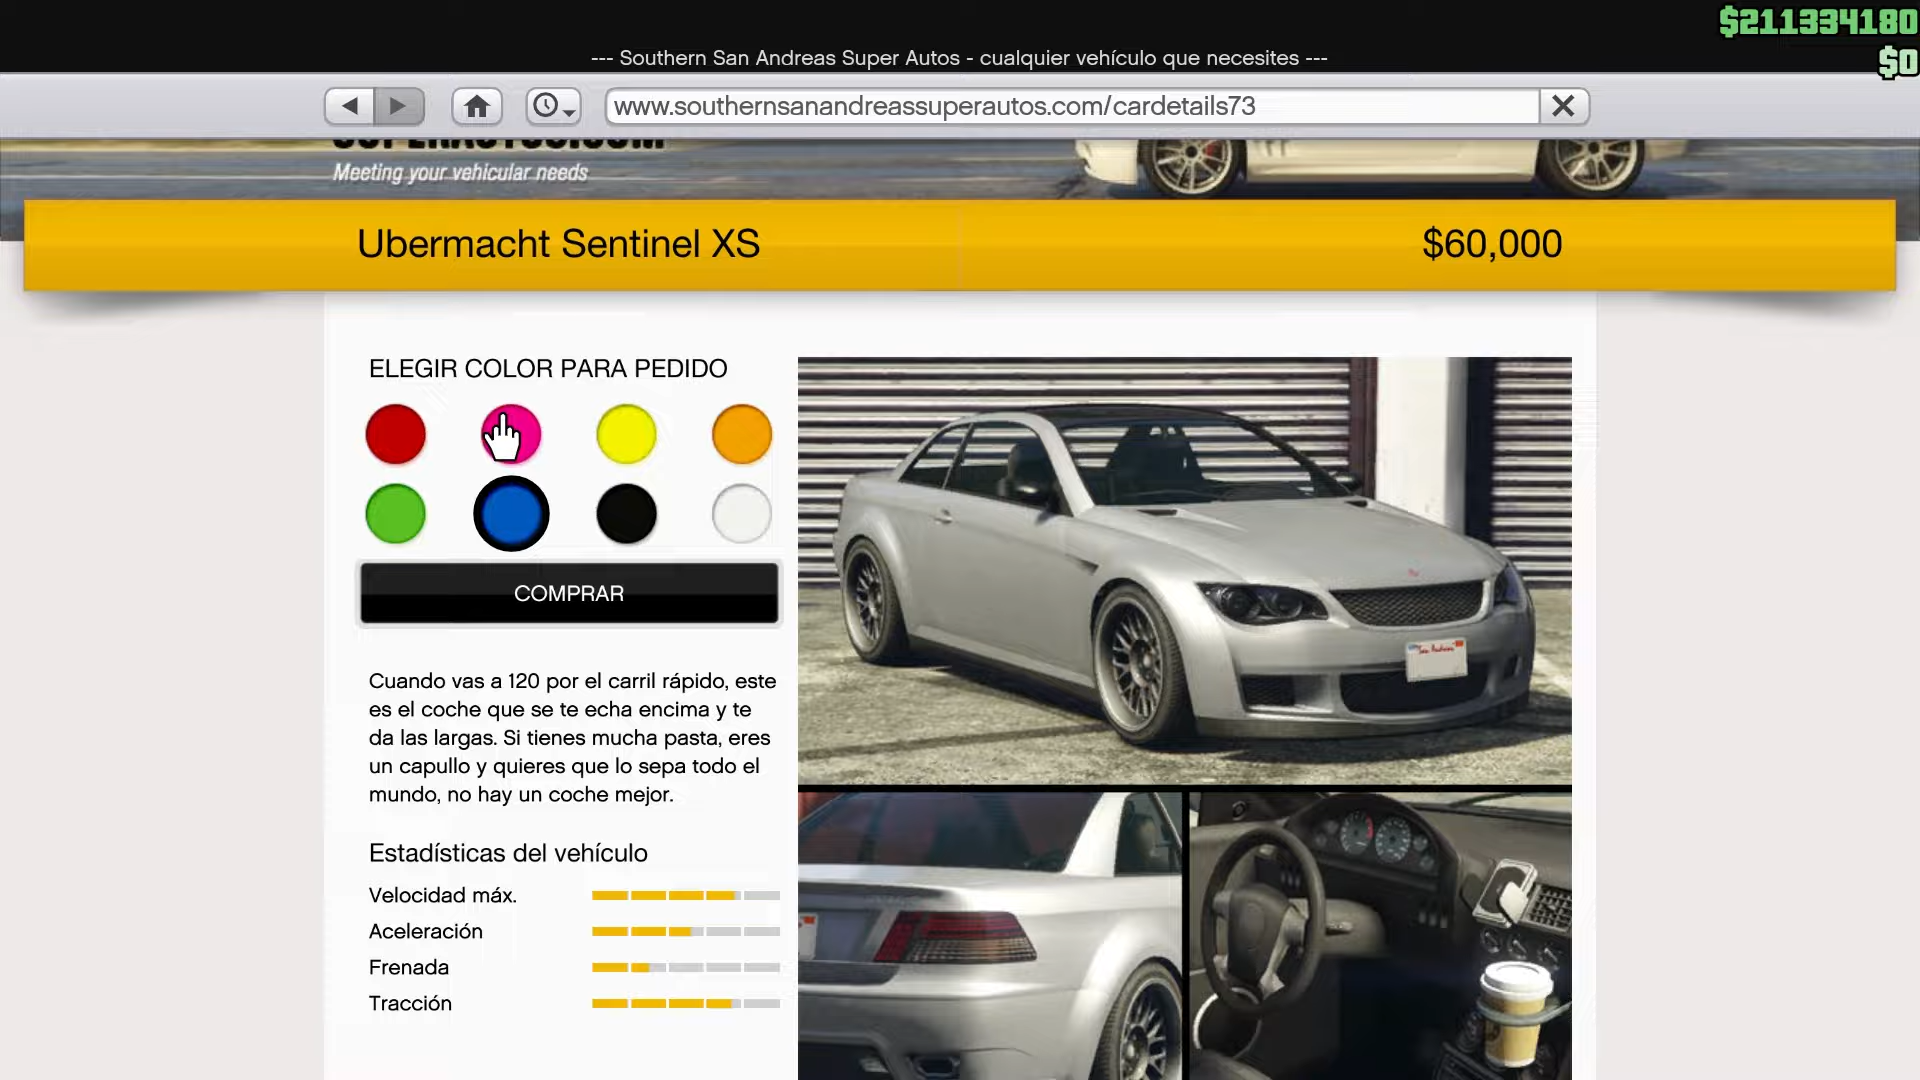 $211334180
--- Southern San Andreas Super Autos - cualquier vehículo que necesites ---
$0
www.southernsanandreassuperautos.com/cardetails73
SUPERAUTOS.COM
Meeting your vehicular needs
Ubermacht Sentinel XS
$60,000
ELEGIR COLOR PARA PEDIDO
COMPRAR
Cuando vas a 120 por el carril rápido, este
es el coche que se te echa encima y te
da las largas. Si tienes mucha pasta, eres
un capullo y quieres que lo sepa todo el
mundo, no hay un coche mejor.
Estadísticas del vehículo
Velocidad máx.
Aceleración
Frenada
Tracción
San Andreas